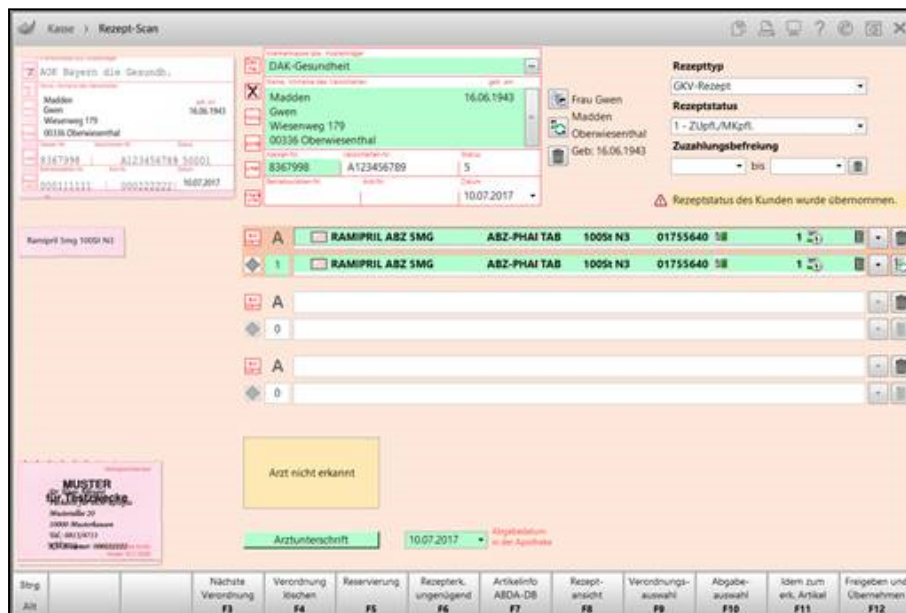 Kasse > Rezept-Scan
AOK Bayern die Gesundh.
Madden
Gwen
Wiesenweg 179
00336 Oberwiesenthal
16.06.1943
8367998 A123456789 50001
000111111 000222222 10.07.2017
DAK-Gesundheit
Madden 16.06.1943
Gwen
Wiesenweg 179
00336 Oberwiesenthal
8367998 A123456789 5
10.07.2017
Frau Gwen
Madden
Oberwiesenthal
Geb: 16.06.1943
Rezepttyp
GKV-Rezept
Rezeptstatus
1 - ZUpfl./MKpfl.
Zuzahlungsbefreiung
bis
Rezeptstatus des Kunden wurde übernommen.
Ramipril 5mg 100St N3
A RAMIPRIL ABZ 5MG ABZ-PHAI TAB 100St N3 01755640 1
1 RAMIPRIL ABZ 5MG ABZ-PHAI TAB 100St N3 01755640 1
A
0
A
0
Arzt nicht erkannt
MUSTER
für Testzwecke
Musterallee 20
Arztunterschrift
10.07.2017
Abgabedatum
in der Apotheke
Strg
Alt
Nächste Verordnung F3
Verordnung löschen F4
Reservierung F5
Rezepterk. ungenügend F6
Artikelinfo ABDA-DB F7
Rezept-ansicht F8
Verordnungs-auswahl F9
Abgabe-auswahl F10
Idem zum erk. Artikel F11
Freigeben und Übernehmen F12